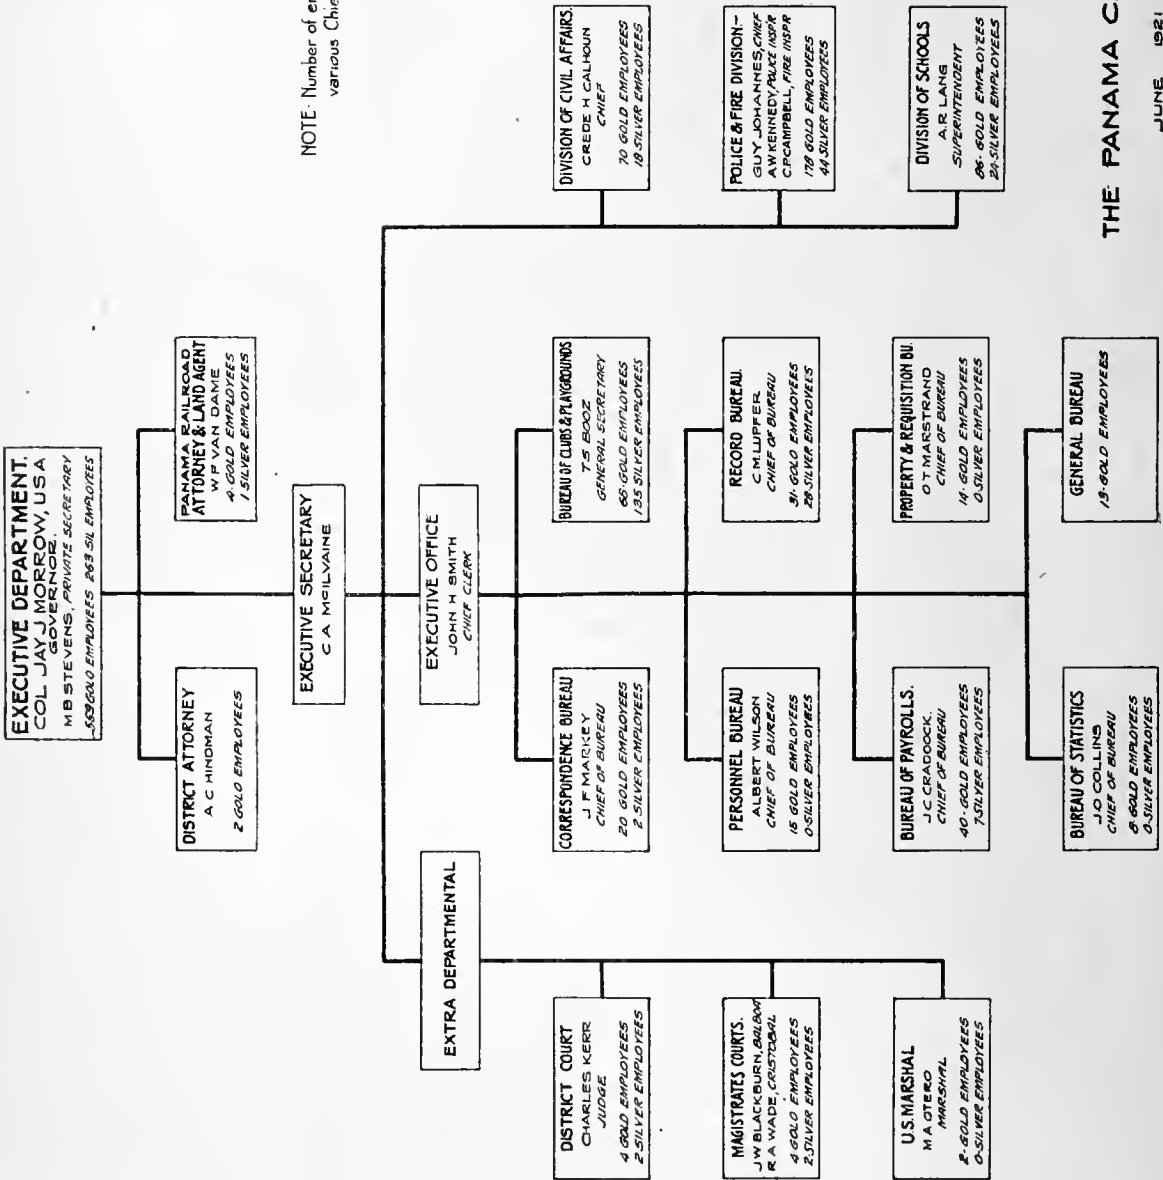 EXECUTIVE DEPARTMENT.
COL JAY J MORROW, USA
GOVERNOR.
M B STEVENS, PRIVATE SECRETARY
559 GOLD EMPLOYEES 263 SIL EMPLOYEES
DISTRICT ATTORNEY
A C HINDMAN
2 GOLD EMPLOYEES
PANAMA RAILROAD
ATTORNEY & LAND AGENT
W F VAN DAME
4 GOLD EMPLOYEES
1 SILVER EMPLOYEES
EXECUTIVE SECRETARY
C A MCILVAINE
NOTE - Number of
various
EXTRA DEPARTMENTAL
EXECUTIVE OFFICE
JOHN H SMITH
CHIEF CLERK
DISTRICT COURT
CHARLES KERR
JUDGE
4 GOLD EMPLOYEES
2 SILVER EMPLOYEES
CORRESPONDENCE BUREAU
J F MARKEY
CHIEF OF BUREAU
20 GOLD EMPLOYEES
2 SILVER EMPLOYEES
BUREAU OF CLUBS & PLAYGROUNDS
T S BOOZ
GENERAL SECRETARY
66-GOLD EMPLOYEES
135 SILVER EMPLOYEES
DIVISION OF CIVIL AFFAIRS.
CREDE H CALHOUN
CHIEF
70 GOLD EMPLOYEES
18 SILVER EMPLOYEES
MAGISTRATES COURTS.
J W BLACKBURN, BALBOA
R A WADE, CRISTOBAL
4 GOLD EMPLOYEES
2 SILVER EMPLOYEES
PERSONNEL BUREAU
ALBERT WILSON
CHIEF OF BUREAU
15 GOLD EMPLOYEES
0 SILVER EMPLOYEES
RECORD BUREAU.
C M LUPFER
CHIEF OF BUREAU
31- GOLD EMPLOYEES
28 SILVER EMPLOYEES
POLICE & FIRE DIVISION.-
GUY JOHANNES, CHIEF
A W KENNEDY, POLICE INSP'R
C P CAMPBELL, FIRE INSPR
178 GOLD EMPLOYEES
44 SILVER EMPLOYEES
U.S. MARSHAL
M A OTERO
MARSHAL
2- GOLD EMPLOYEES
0-SILVER EMPLOYEES
BUREAU OF PAYROLLS.
J C CRADDOCK.
CHIEF OF BUREAU
40 - GOLD EMPLOYEES
7 SILVER EMPLOYEES
PROPERTY & REQUISITION BU.
O T MARSTRAND
CHIEF OF BUREAU
14 - GOLD EMPLOYEES
0 SILVER EMPLOYEES
DIVISION OF SCHOOLS
A.R LANG
SUPERINTENDENT
86- GOLD EMPLOYEES
24-SILVER EMPLOYEES
BUREAU OF STATISTICS
J O COLLINS
CHIEF OF BUREAU
8 GOLD EMPLOYEES
0-SILVER EMPLOYEES
GENERAL BUREAU
13-GOLD EMPLOYEES
THE PANAMA
JUNE 1921